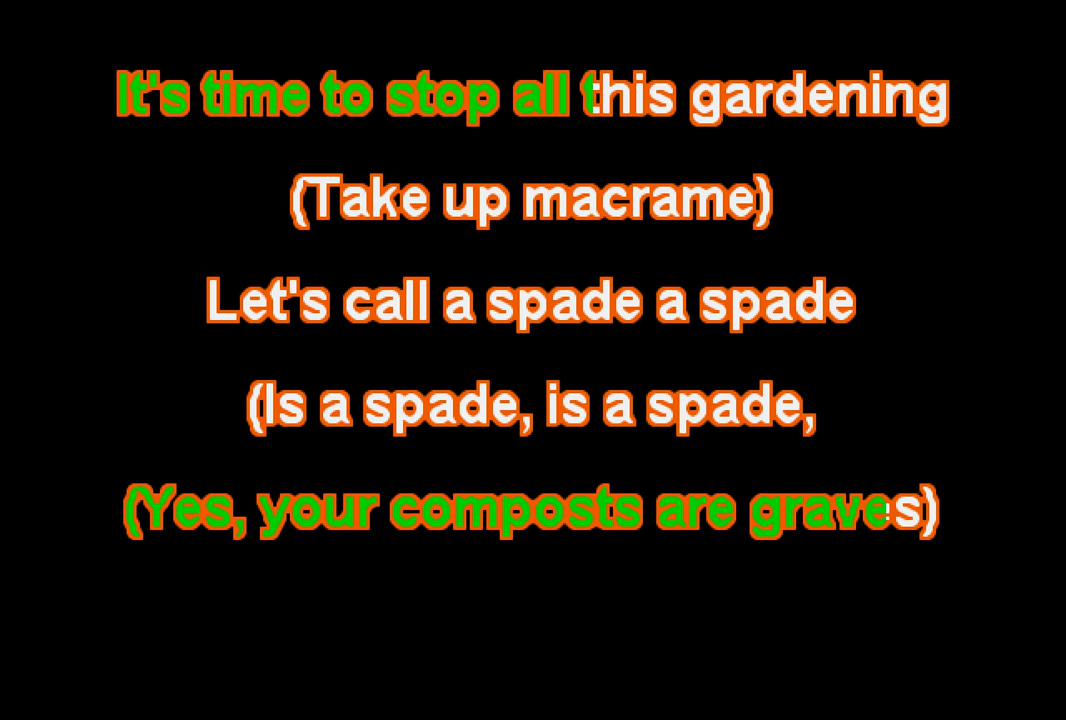 It's time to stop all this gardening
(Take up macrame)
Let's call a spade a spade
(Is a spade, is a spade,
(Yes, your composts are graves)